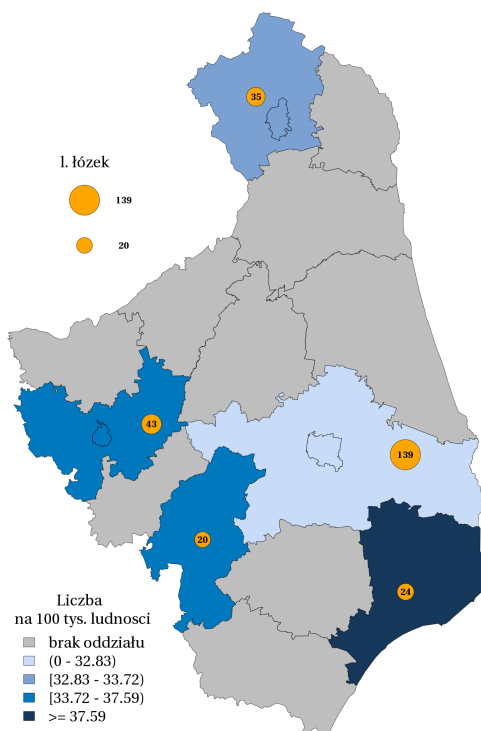 35
l. łózek
139
20
43
139
20
24
Liczba
na 100 tys. ludnosci
brak oddziału
(0 - 32.83)
[32.83 - 33.72)
[33.72 - 37.59)
>= 37.59